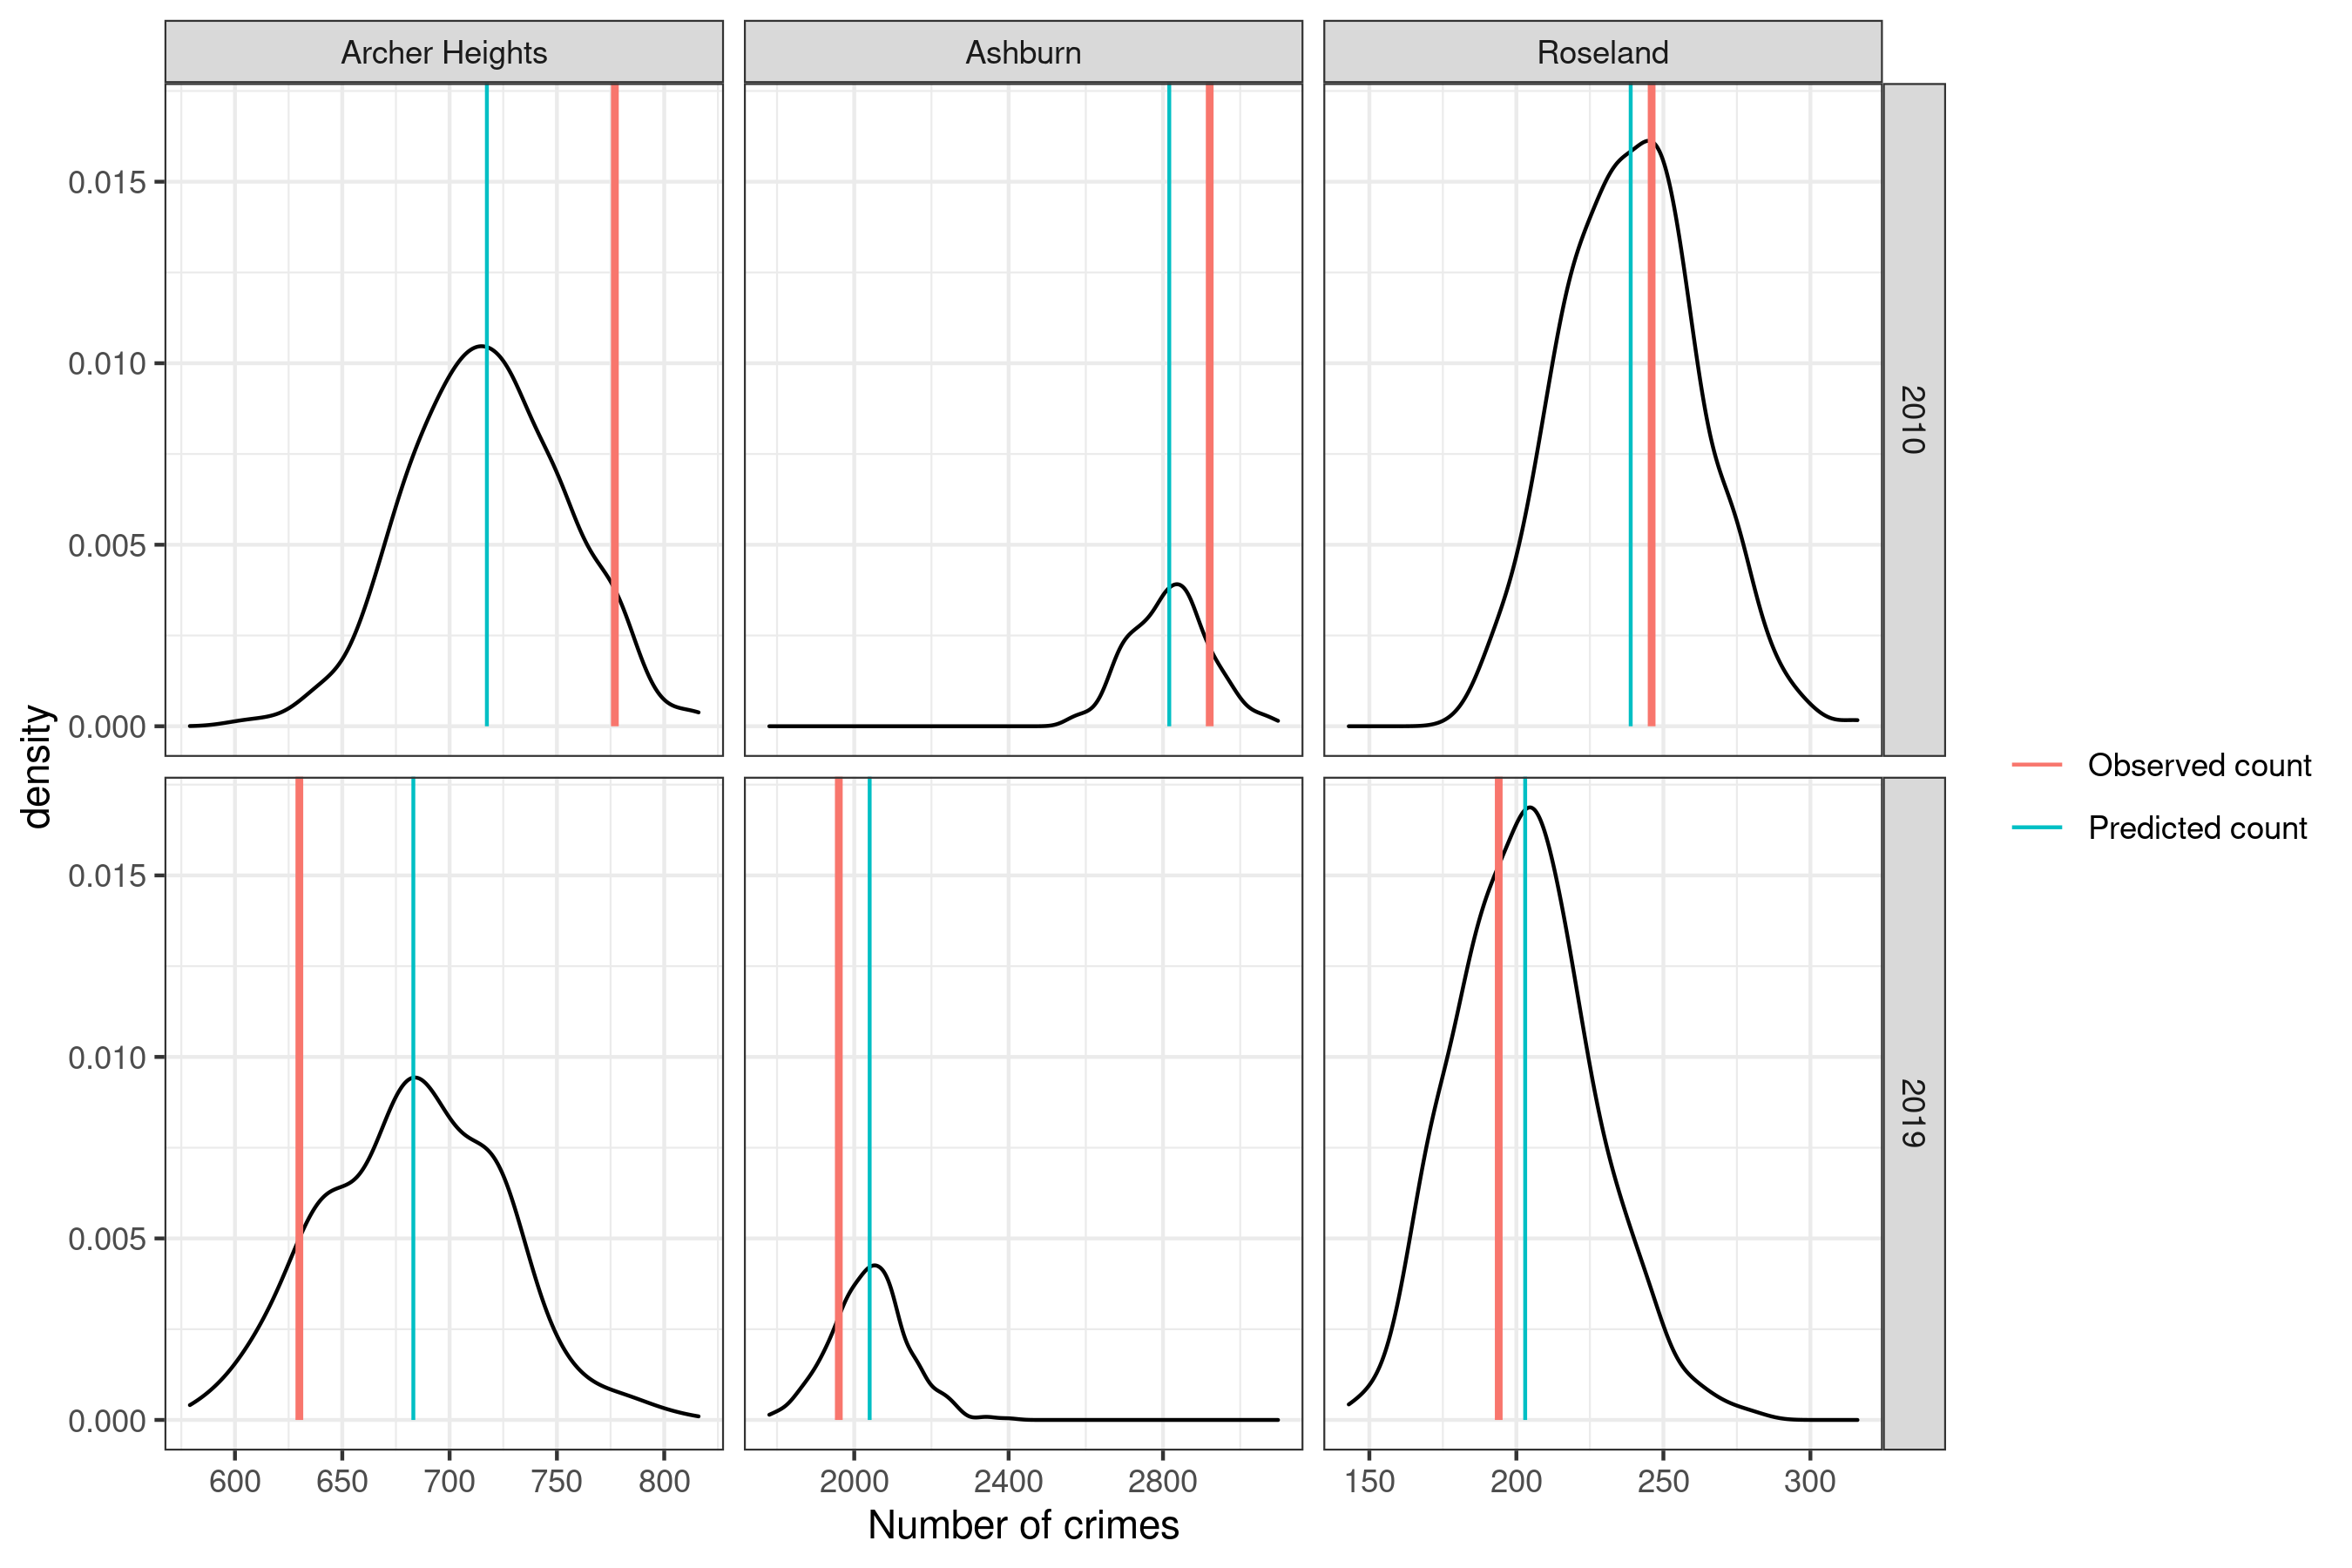 Archer Heights
Ashburn
Roseland
density
0.015
0.010
0.005
0.000
2010
0.015
0.010
0.005
0.000
2019
600 650 700 750 800
2000 2400 2800
150 200 250 300
Number of crimes
Observed count
Predicted count